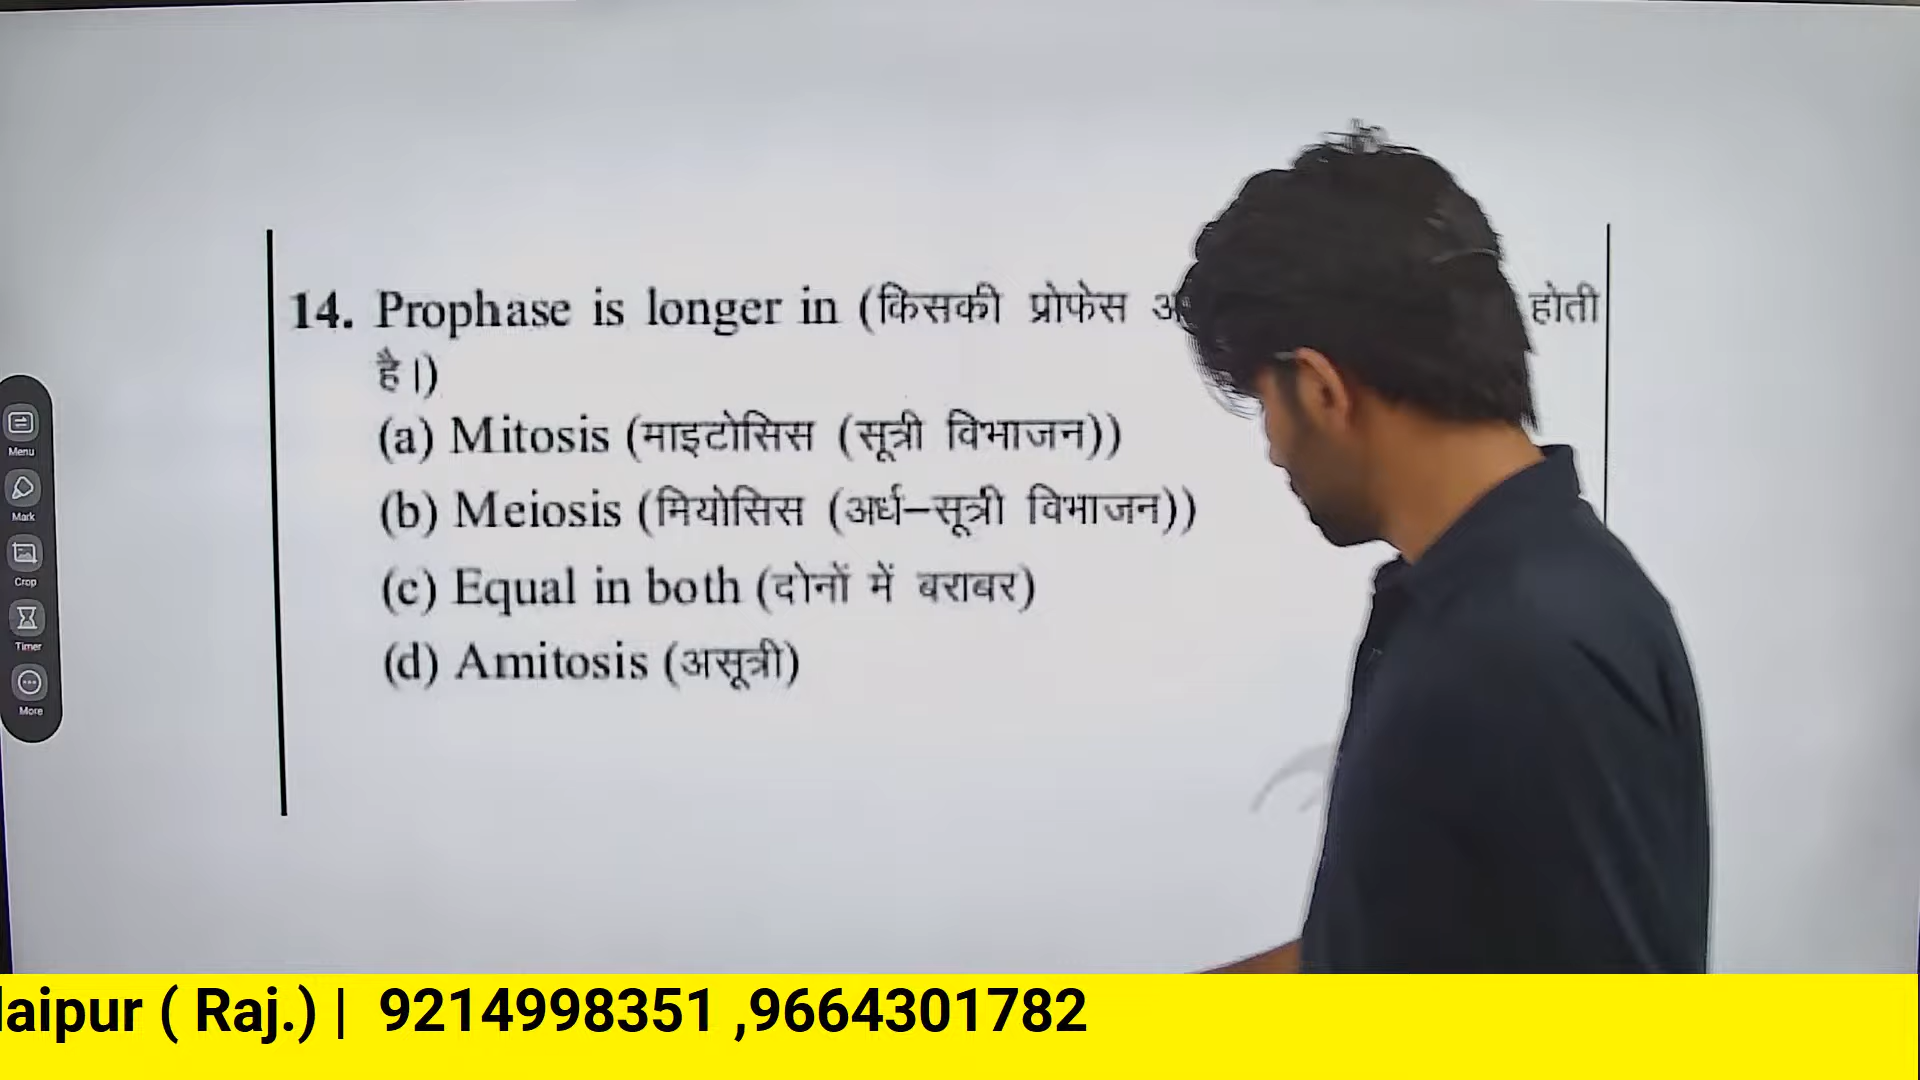 14. Prophase is longer in (किसकी प्रोफेस होती
है।)
(a) Mitosis (माइटोसिस (सूत्री विभाजन))
(b) Meiosis (मियोसिस (अर्ध–सूत्री विभाजन))
(c) Equal in both (दोनों में बराबर)
(d) Amitosis (असूत्री)
Menu
Mark
Crop
Timer
More
( Raj.) | 9214998351 ,9664301782